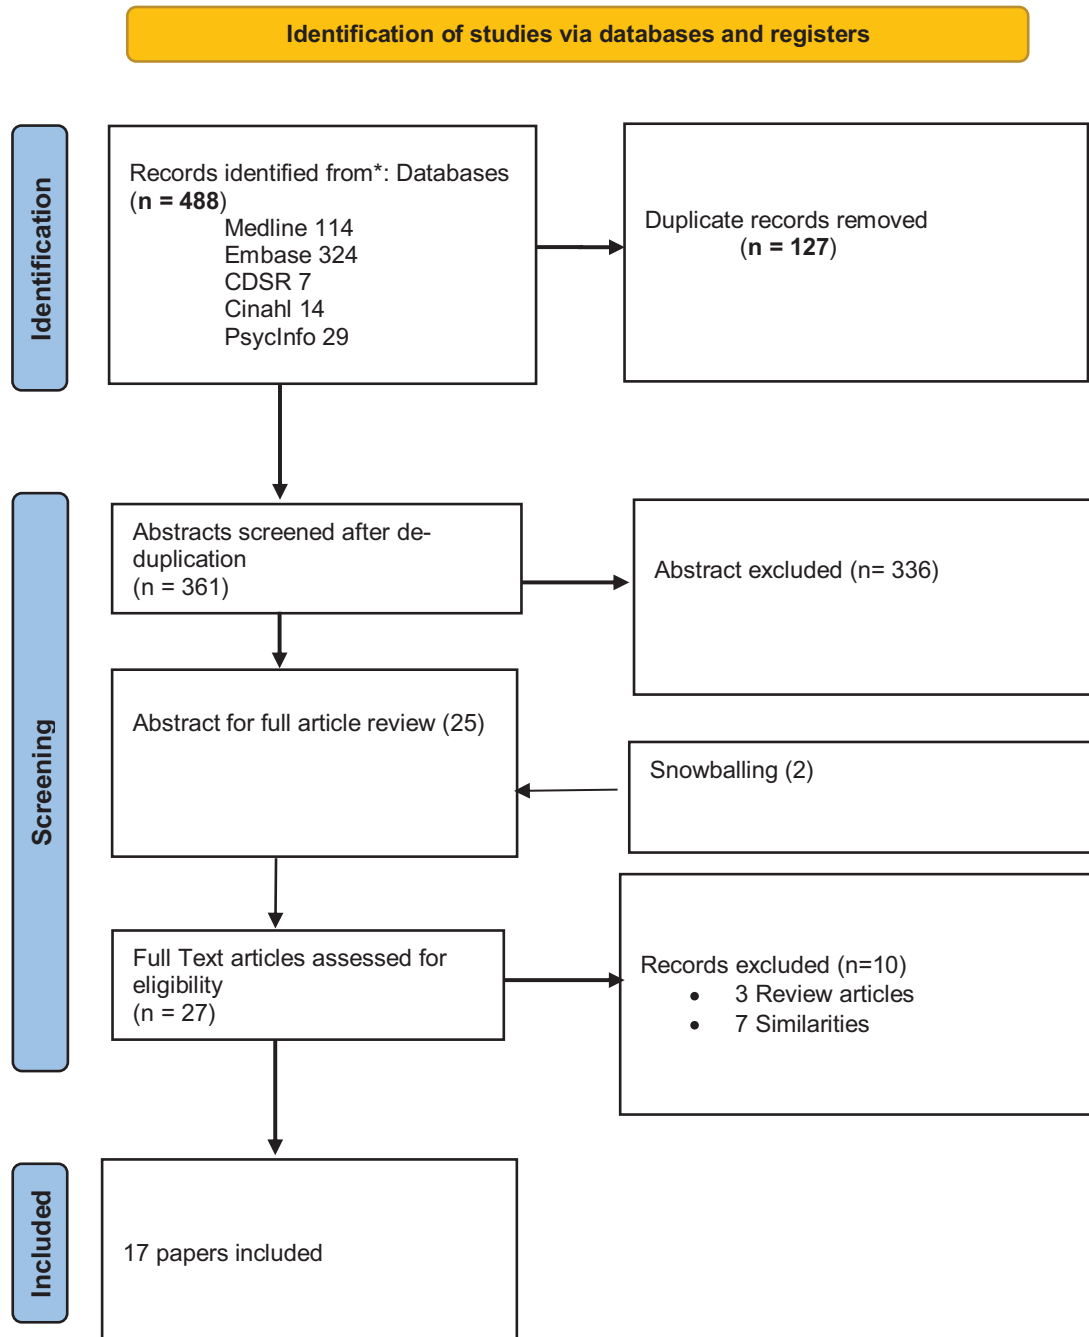 Identification of studies via databases and registers
Identification
Records identified from*: Databases
(n = 488)
Medline 114
Embase 324
CDSR 7
Cinahl 14
PsycInfo 29
Duplicate records removed
(n = 127)
Screening
Abstracts screened after de-
duplication
(n = 361)
Abstract excluded (n= 336)
Abstract for full article review (25)
Snowballing (2)
Full Text articles assessed for
eligibility
(n = 27)
Records excluded (n=10)
• 3 Review articles
• 7 Similarities
Included
17 papers included